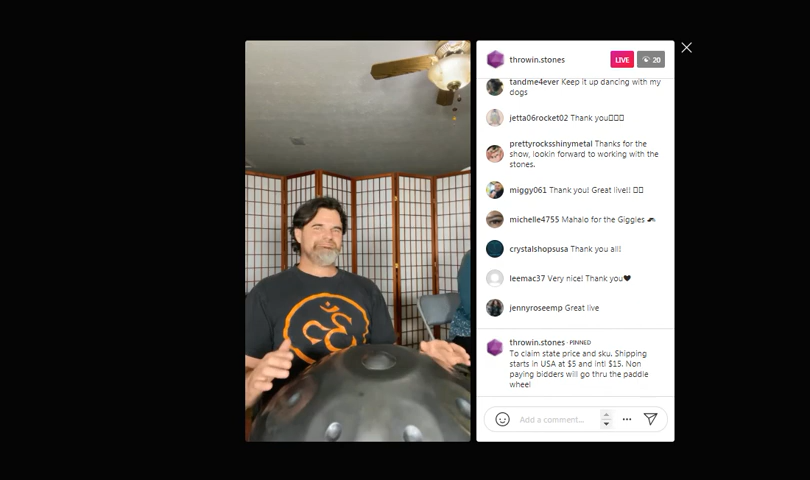 throwin.stones
LIVE
20
tandme4ever Keep it up dancing with my
dogs
jetta06rocket02 Thank you
prettyrocksshinymetal Thanks for the
show, lookin forward to working with the
stones.
miggy061 Thank you! Great live!!
michelle4755 Mahalo for the Giggles
crystalshopsusa Thank you all!
leemac37 Very nice! Thank you♥
jennyroseemp Great live
throwin.stones · PINNED
To claim state price and sku. Shipping
starts in USA at $5 and intl $15. Non
paying bidders will go thru the paddle
wheel
Add a comment...